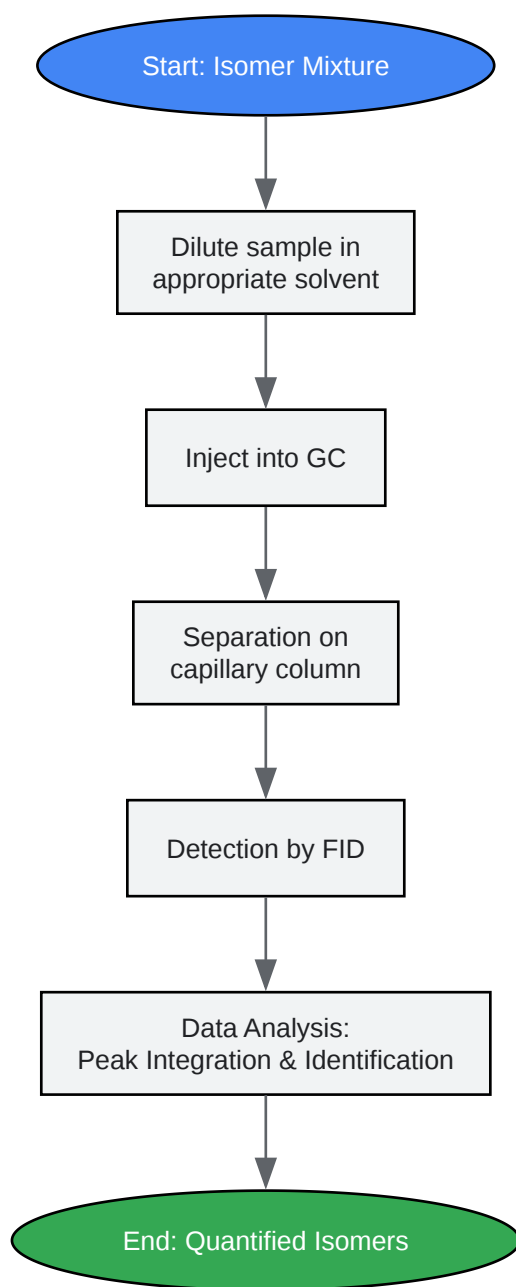 Start: Isomer Mixture
Dilute sample in
appropriate solvent
Inject into GC
Separation on
capillary column
Detection by FID
Data Analysis:
Peak Integration & Identification
End: Quantified Isomers